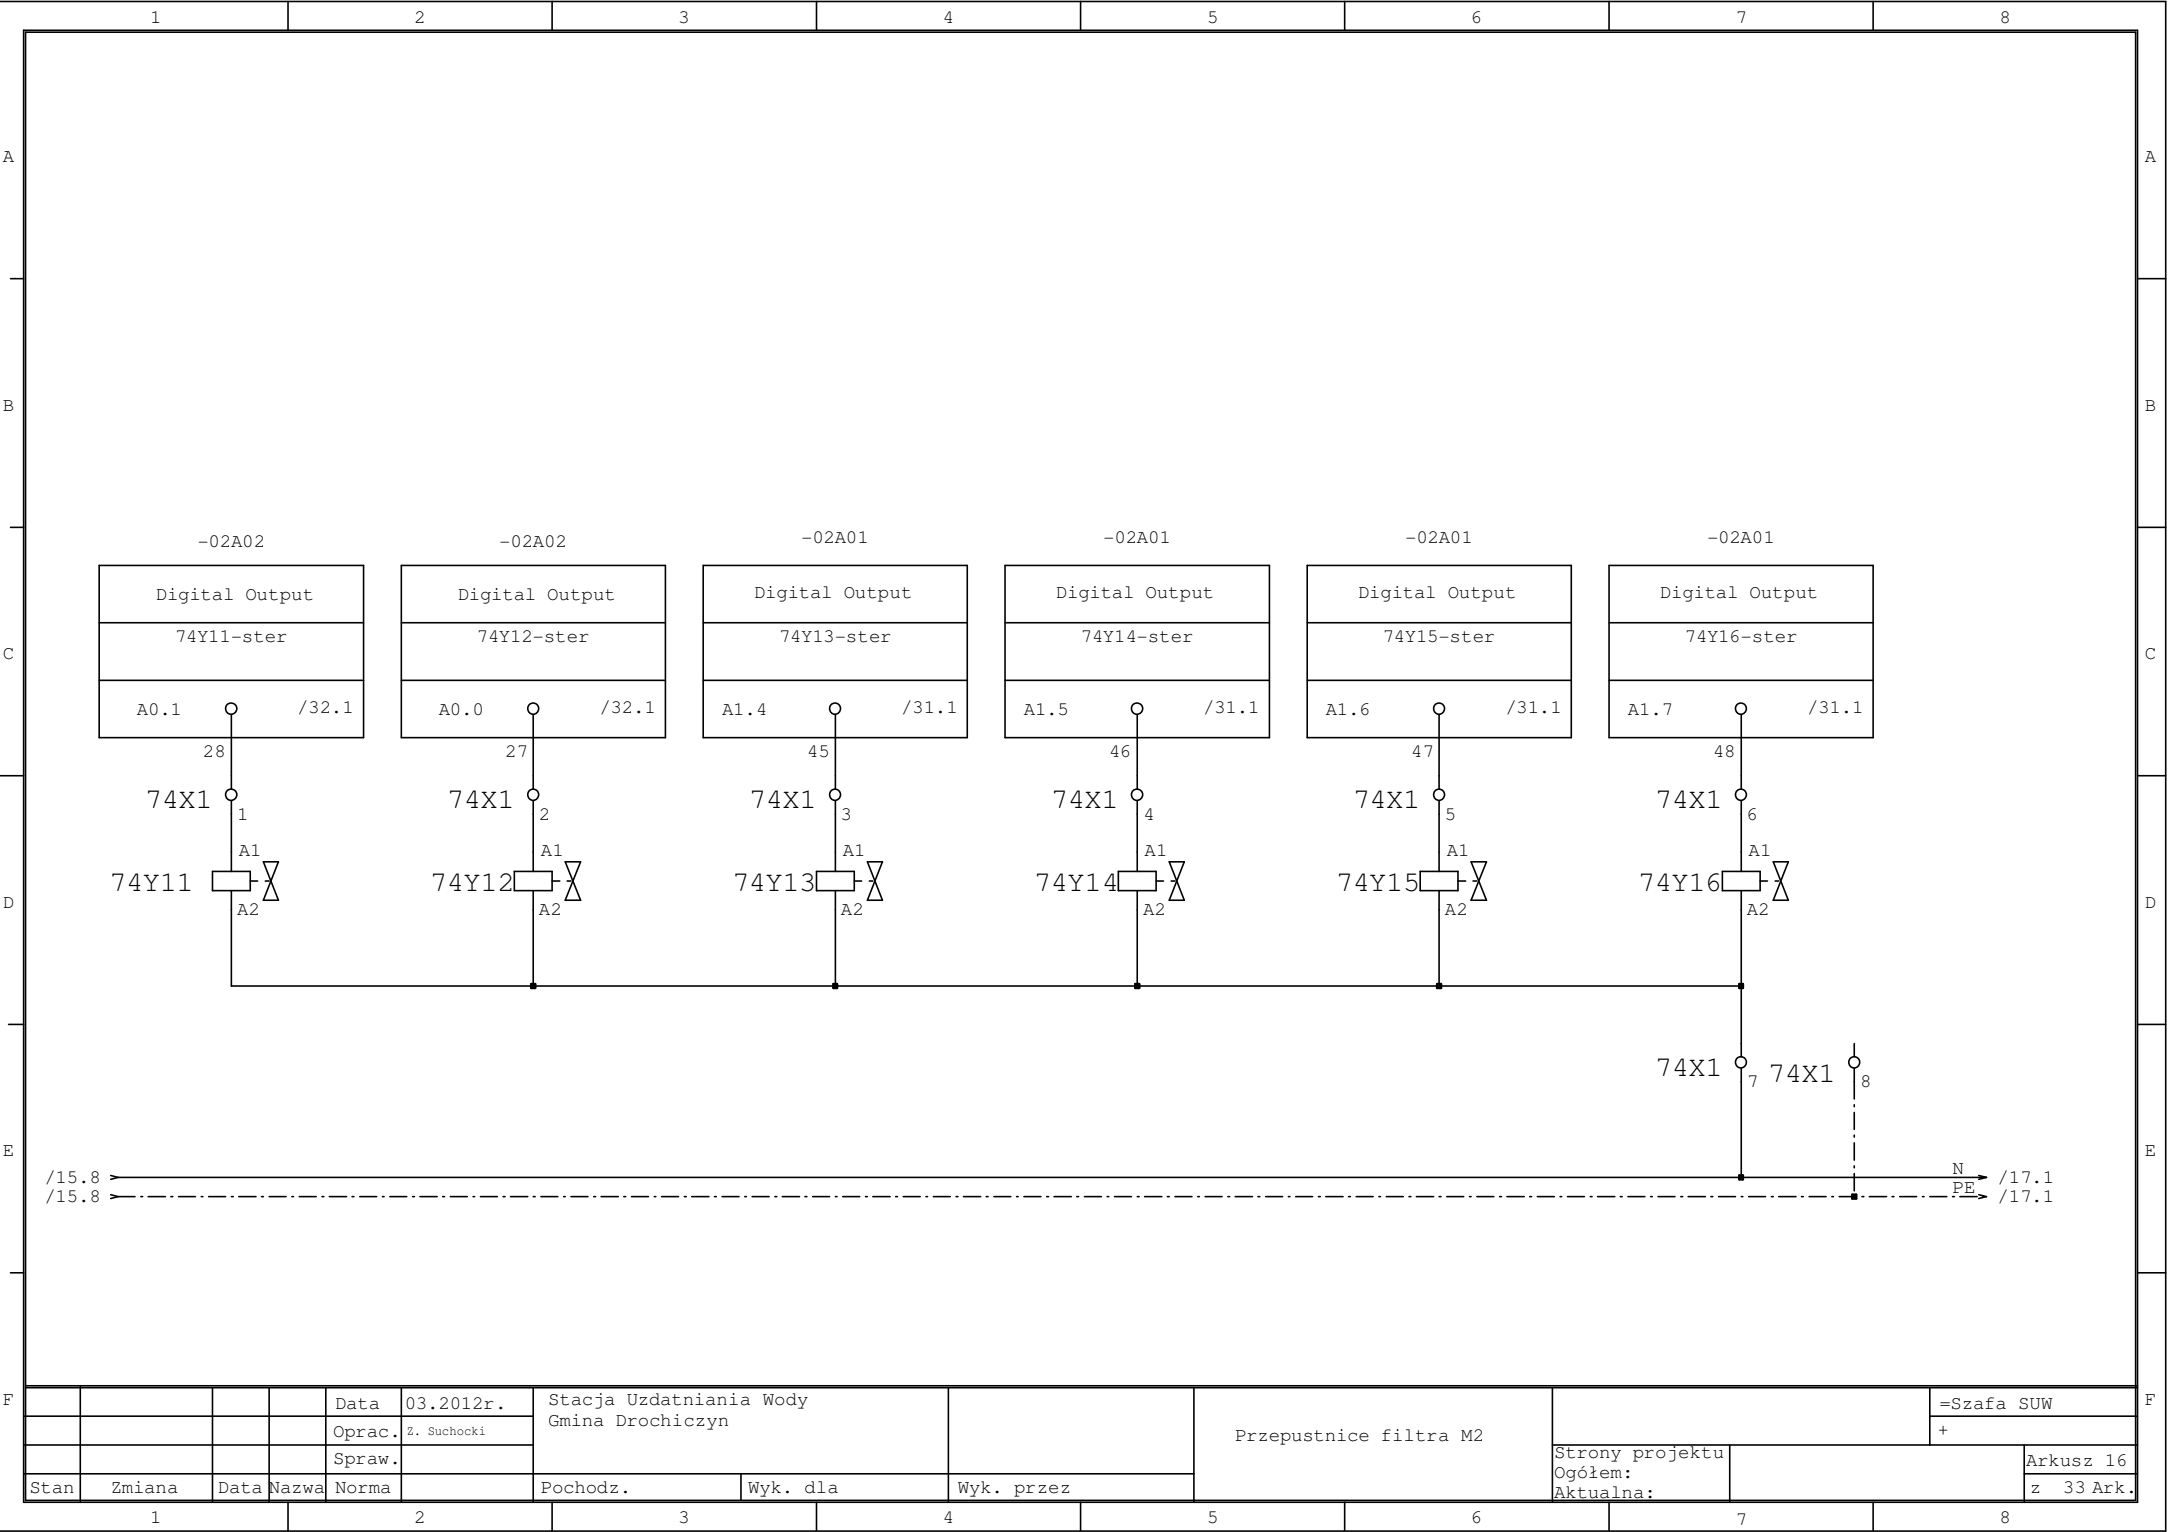 1 2 3 4 5 6 7 8
A A
B B
-02A02 -02A02 -02A01 -02A01 -02A01 -02A01
Digital Output Digital Output Digital Output Digital Output Digital Output Digital Output
74Y11-ster 74Y12-ster 74Y13-ster 74Y14-ster 74Y15-ster 74Y16-ster
C C
A0.1 /32.1 A0.0 /32.1 A1.4 /31.1 A1.5 /31.1 A1.6 /31.1 A1.7 /31.1
28 27 45 46 47 48
74X1 74X1 74X1 74X1 74X1 74X1
1 2 3 4 5 6
A1 A1 A1 A1 A1 A1
74Y11 74Y12 74Y13 74Y14 74Y15 74Y16
A2 A2 A2 A2 A2 A2
D D
74X1 7 74X1 8
E E
/15.8 N /17.1
/15.8 PE /17.1
F F
Data 03.2012r.
Oprac. Z. Suchocki
Spraw.
Stan Zmiana Data Nazwa Norma
Stacja Uzdatniania Wody
Gmina Drochiczyn
Pochodz. Wyk. dla Wyk. przez
Przepustnice filtra M2
=Szafa SUW
+
Strony projektu
Ogółem:
Aktualna:
Arkusz 16
z 33 Ark.
1 2 3 4 5 6 7 8